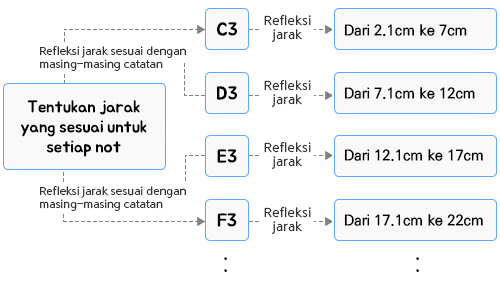 C3
Refleksi
jarak
Dari 2.1cm ke 7cm
Refleksi jarak sesuai dengan
masing-masing catatan
D3
Refleksi
jarak
Dari 7.1cm ke 12cm
Tentukan jarak
yang sesuai untuk
setiap not
E3
Refleksi
jarak
Dari 12.1cm ke 17cm
Refleksi jarak sesuai dengan
masing-masing catatan
F3
Refleksi
jarak
Dari 17.1cm ke 22cm
:
: